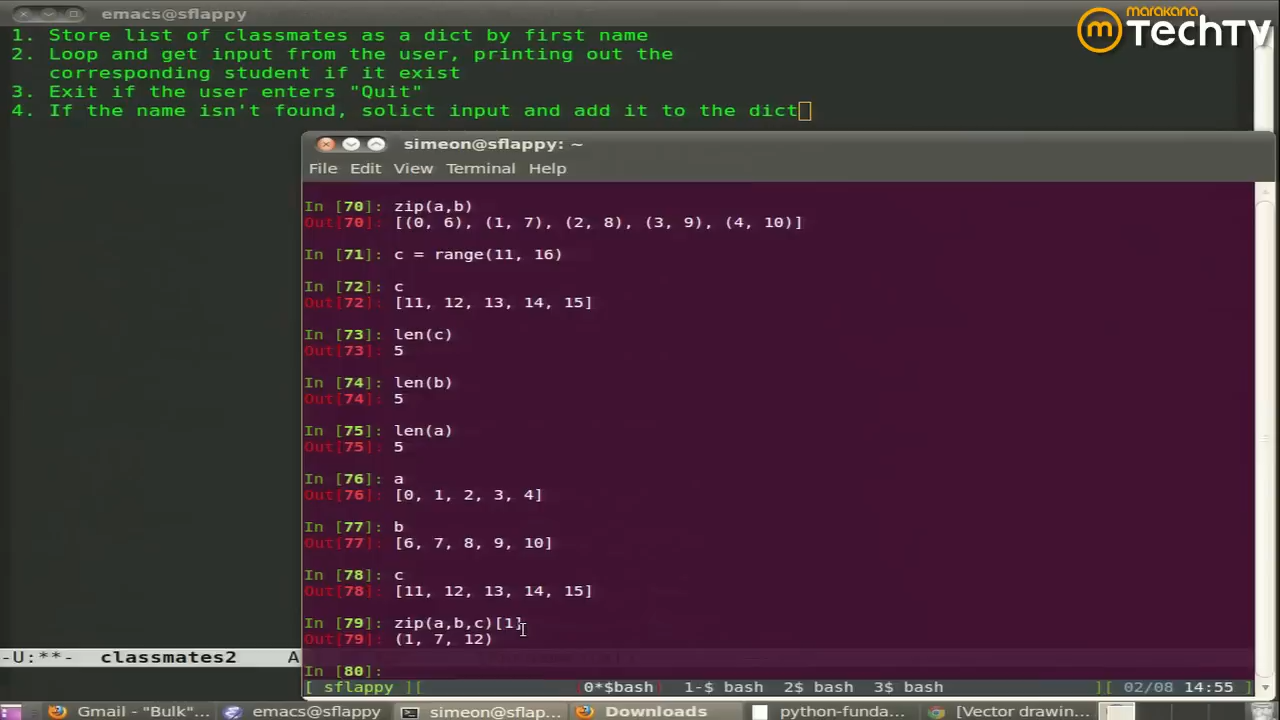 emacs@sflappy
marakana
TechTV
1. Store list of classmates as a dict by first name
2. Loop and get input from the user, printing out the
corresponding student if it exist
3. Exit if the user enters "Quit"
4. If the name isn't found, solict input and add it to the dict
simeon@sflappy: ~
File Edit View Terminal Help
In [70]: zip(a,b)
Out[70]: [(0, 6), (1, 7), (2, 8), (3, 9), (4, 10)]
In [71]: c = range(11, 16)
In [72]: c
Out[72]: [11, 12, 13, 14, 15]
In [73]: len(c)
Out[73]: 5
In [74]: len(b)
Out[74]: 5
In [75]: len(a)
Out[75]: 5
In [76]: a
Out[76]: [0, 1, 2, 3, 4]
In [77]: b
Out[77]: [6, 7, 8, 9, 10]
In [78]: c
Out[78]: [11, 12, 13, 14, 15]
In [79]: zip(a,b,c)[1]
Out[79]: (1, 7, 12)
-U:**- classmates2 A
In [80]:
[ sflappy ][ 0*$bash 1-$ bash 2$ bash 3$ bash ][ 02/08 14:55 ]
Gmail - "Bulk"... emacs@sflappy simeon@sflap... Downloads python-funda... [Vector drawin...